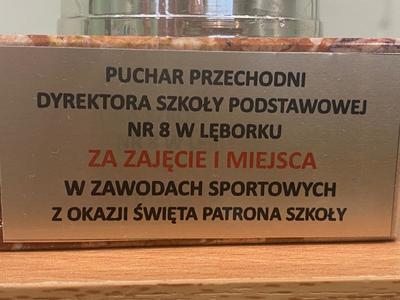 PUCHAR PRZECHODNI
DYREKTORA SZKOŁY PODSTAWOWEJ
NR 8 W LĘBORKU
ZA ZAJĘCIE I MIEJSCA
W ZAWODACH SPORTOWYCH
Z OKAZJI ŚWIĘTA PATRONA SZKOŁY